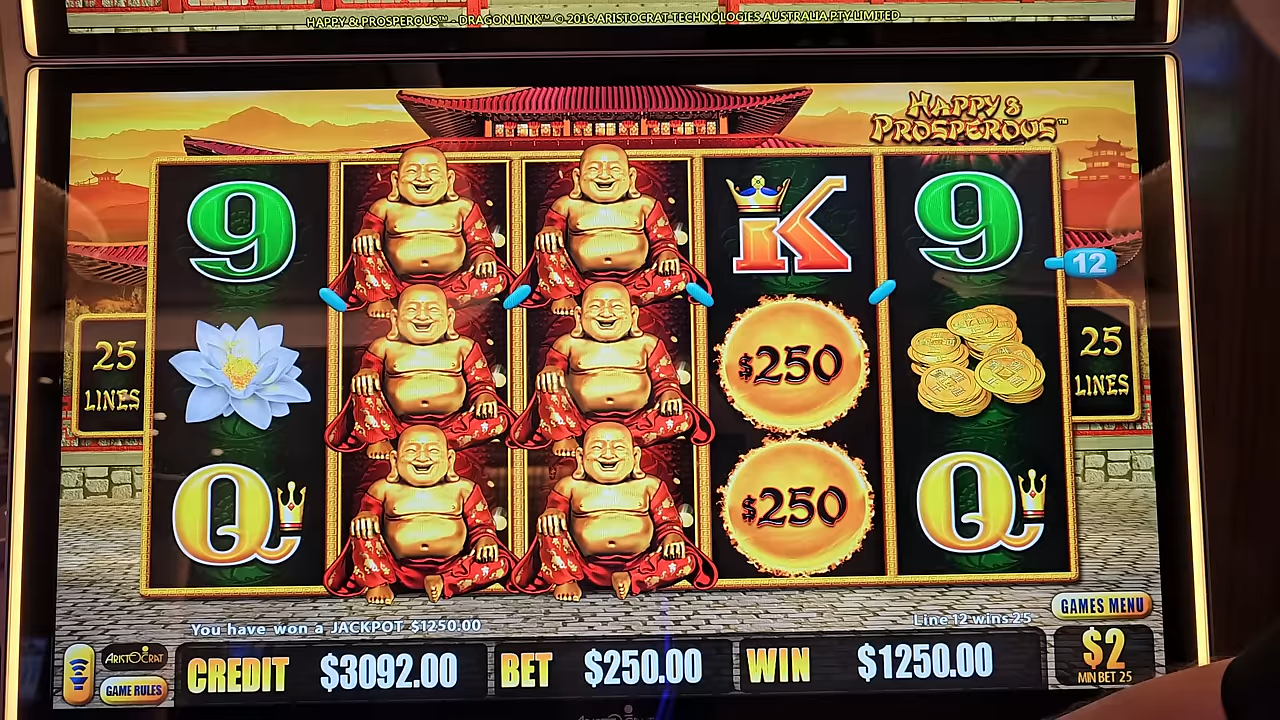 HAPPY & PROSPEROUS™ - DRAGON LINK™ © 2016 ARISTOCRAT TECHNOLOGIES AUSTRALIA PTY LIMITED
HAPPY &
PROSPEROUS™
9
K
9
12
25
LINES
$250
25
LINES
Q
$250
Q
You have won a JACKPOT $1250.00
Line 12 wins 25
GAMES MENU
ARISTOCRAT
GAME RULES
CREDIT $3092.00
BET $250.00
WIN $1250.00
$2
MIN BET 25
ARISTOCRAT